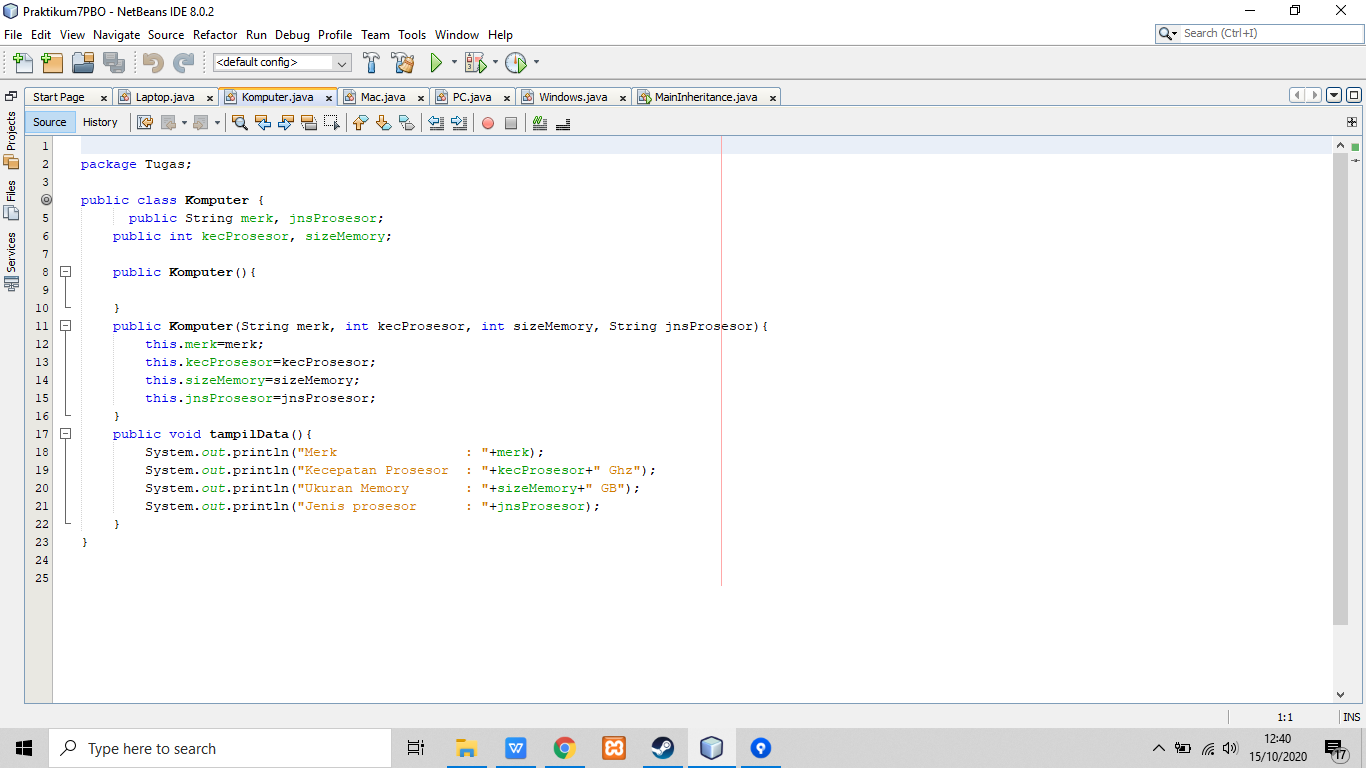 Praktikum7PBO - NetBeans IDE 8.0.2
File Edit View Navigate Source Refactor Run Debug Profile Team Tools Window Help
Search (Ctrl+I)
<default config>
Start Page Laptop.java Komputer.java Mac.java PC.java Windows.java MainInheritance.java
Source History
Projects
Files
Services
1
2 package Tugas;
3
public class Komputer {
5 public String merk, jnsProsesor;
6 public int kecProsesor, sizeMemory;
7
8 public Komputer(){
9
10 }
11 public Komputer(String merk, int kecProsesor, int sizeMemory, String jnsProsesor){
12 this.merk=merk;
13 this.kecProsesor=kecProsesor;
14 this.sizeMemory=sizeMemory;
15 this.jnsProsesor=jnsProsesor;
16 }
17 public void tampilData(){
18 System.out.println("Merk : "+merk);
19 System.out.println("Kecepatan Prosesor : "+kecProsesor+" Ghz");
20 System.out.println("Ukuran Memory : "+sizeMemory+" GB");
21 System.out.println("Jenis prosesor : "+jnsProsesor);
22 }
23 }
24
25
1:1 INS
Type here to search
12:40
15/10/2020
17